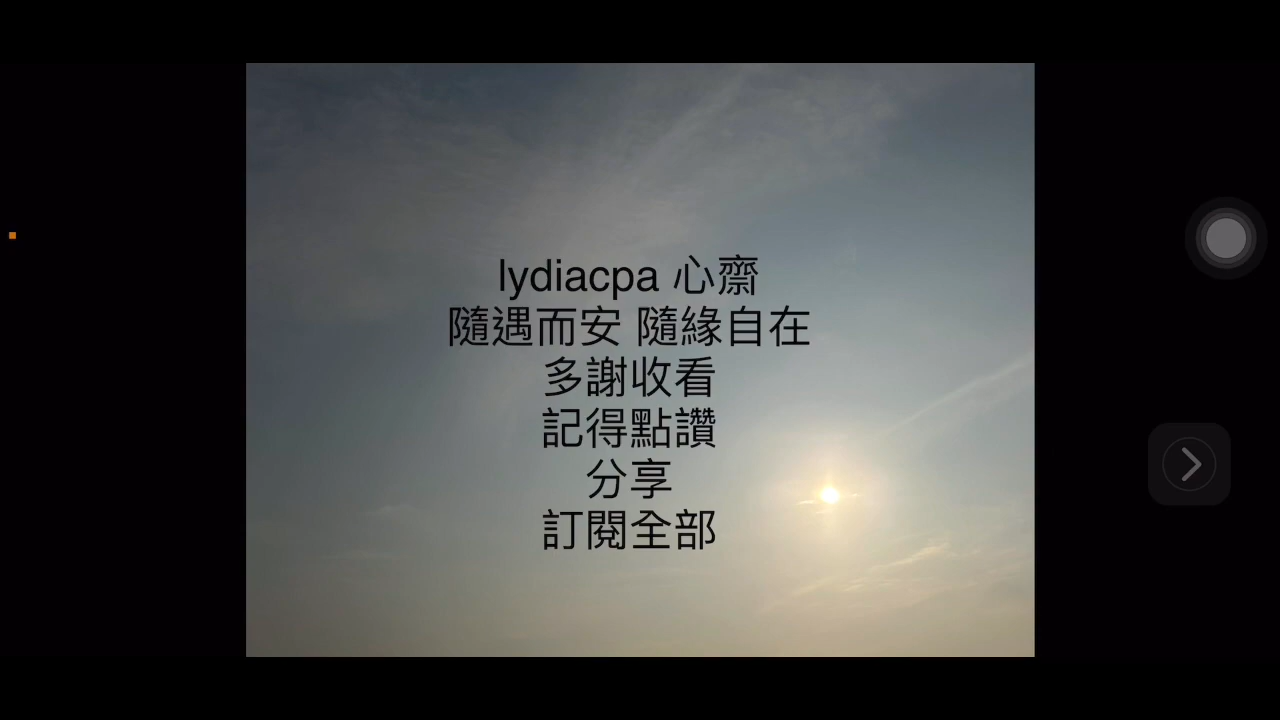 lydiacpa 心齋
隨遇而安 隨緣自在
多謝收看
記得點讚
分享
訂閱全部